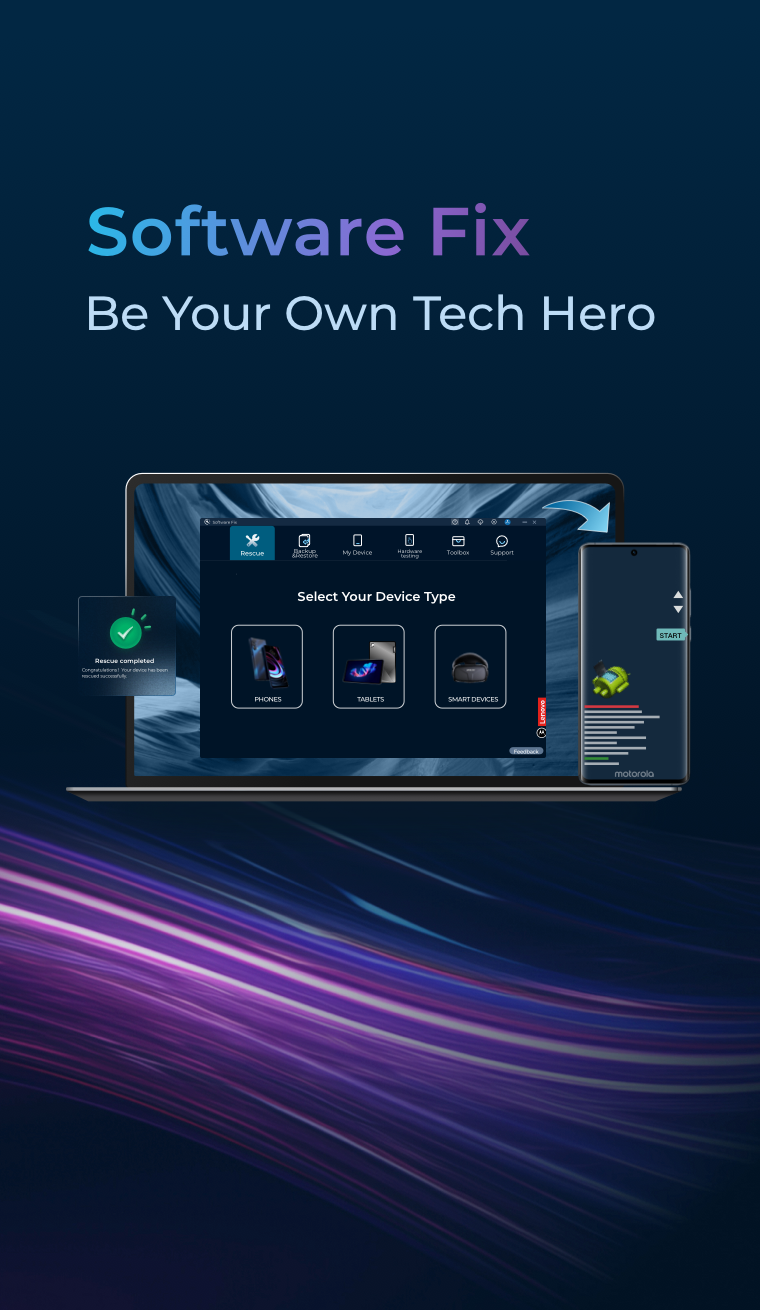 Software Fix
Be Your Own Tech Hero
Software Fix
Rescue
Backup
&Restore
My Device
Hardware
testing
Toolbox
Support
Select Your Device Type
PHONES
TABLETS
SMART DEVICES
Lenovo
Feedback
Rescue completed
Congratulations! Your device has been
rescued successfully.
START
motorola